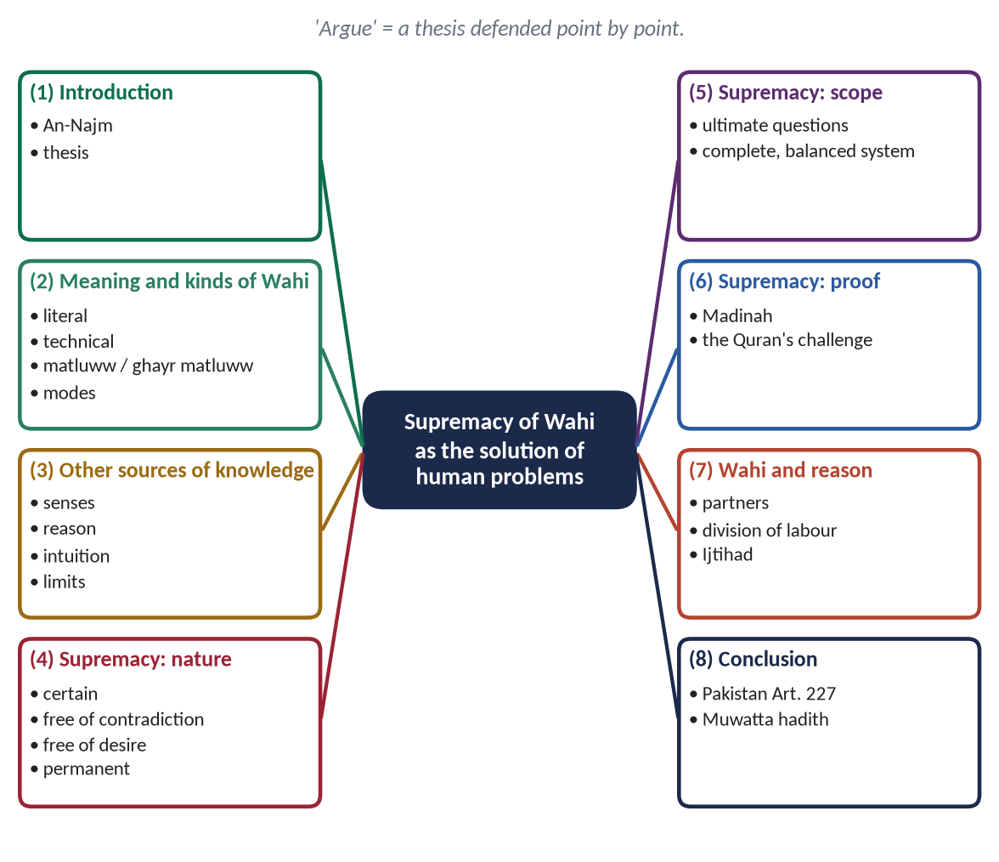 'Argue' = a thesis defended point by point.
(1) Introduction
• An-Najm
• thesis
(2) Meaning and kinds of Wahi
• literal
• technical
• matluww / ghayr matluww
• modes
(3) Other sources of knowledge
• senses
• reason
• intuition
• limits
(4) Supremacy: nature
• certain
• free of contradiction
• free of desire
• permanent
Supremacy of Wahi
as the solution of
human problems
(5) Supremacy: scope
• ultimate questions
• complete, balanced system
(6) Supremacy: proof
• Madinah
• the Quran's challenge
(7) Wahi and reason
• partners
• division of labour
• Ijtihad
(8) Conclusion
• Pakistan Art. 227
• Muwatta hadith